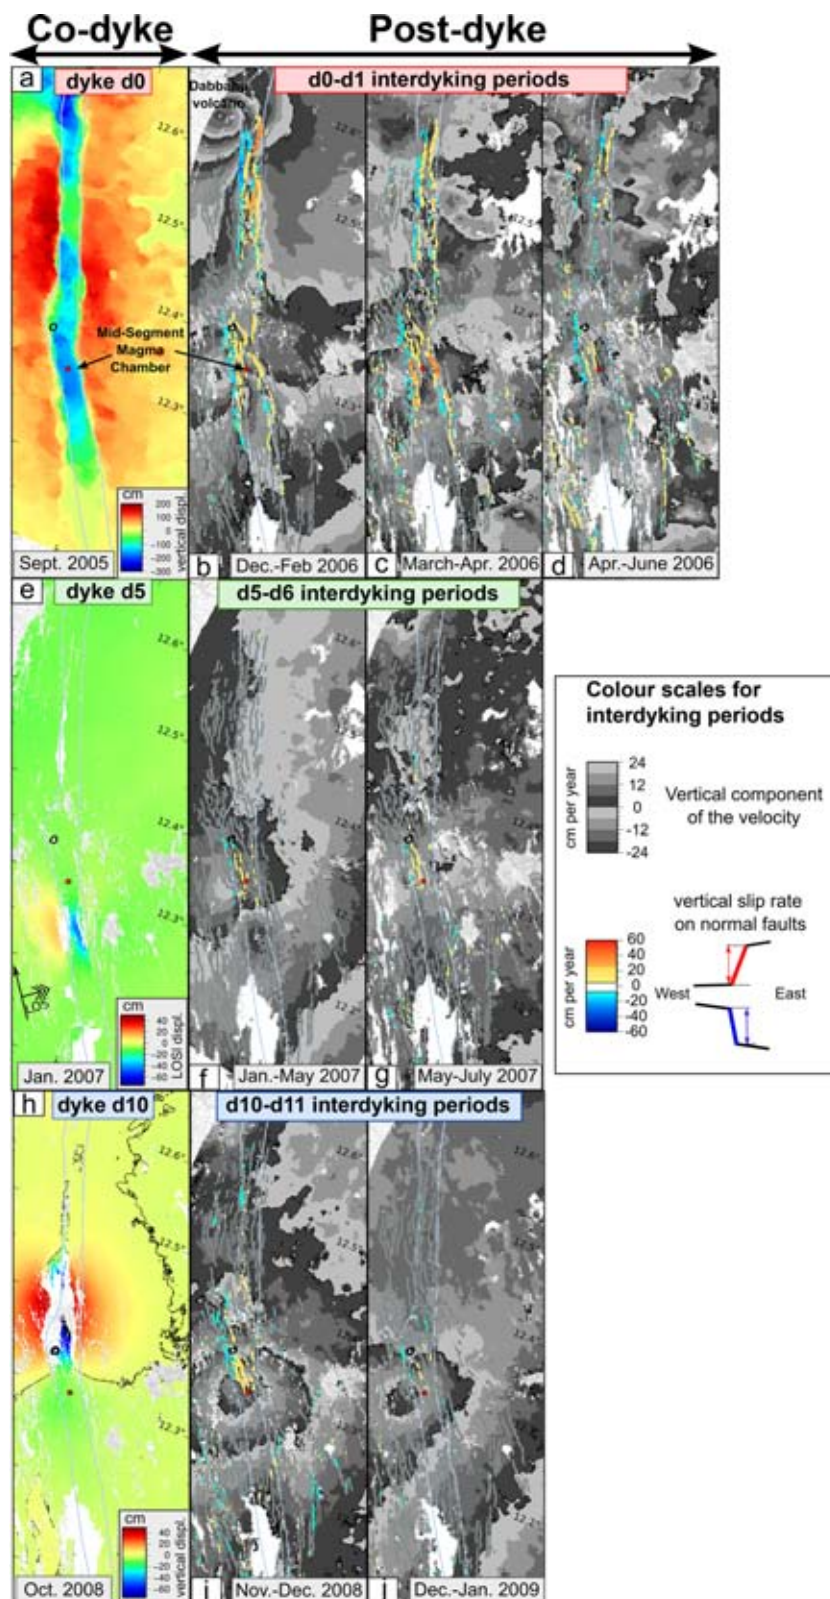 Co-dyke
Post-dyke
a
dyke d0
d0-d1 interdyking periods
Dabbahu
volcano
12.6°
12.5°
12.4°
12.3°
Mid-Segment
Magma
Chamber
cm
200
100
0
-100
-200
-300
vertical displ.
Sept. 2005
b
Dec.-Feb 2006
c
March-Apr. 2006
d
Apr.-June 2006
e
dyke d5
d5-d6 interdyking periods
12.6°
12.5°
12.4°
12.3°
12.2°
LOS
cm
40
20
0
-20
-40
-60
LOSI displ.
Jan. 2007
f
Jan.-May 2007
g
May-July 2007
Colour scales for
interdyking periods
cm per year
24
12
0
-12
-24
Vertical component
of the velocity
vertical slip rate
on normal faults
cm per year
60
40
20
0
-20
-40
-60
West
East
h
dyke d10
d10-d11 interdyking periods
12.6°
12.5°
12.4°
12.3°
12.2°
cm
40
20
0
-20
-40
-60
vertical displ.
Oct. 2008
i
Nov.-Dec. 2008
j
Dec.-Jan. 2009